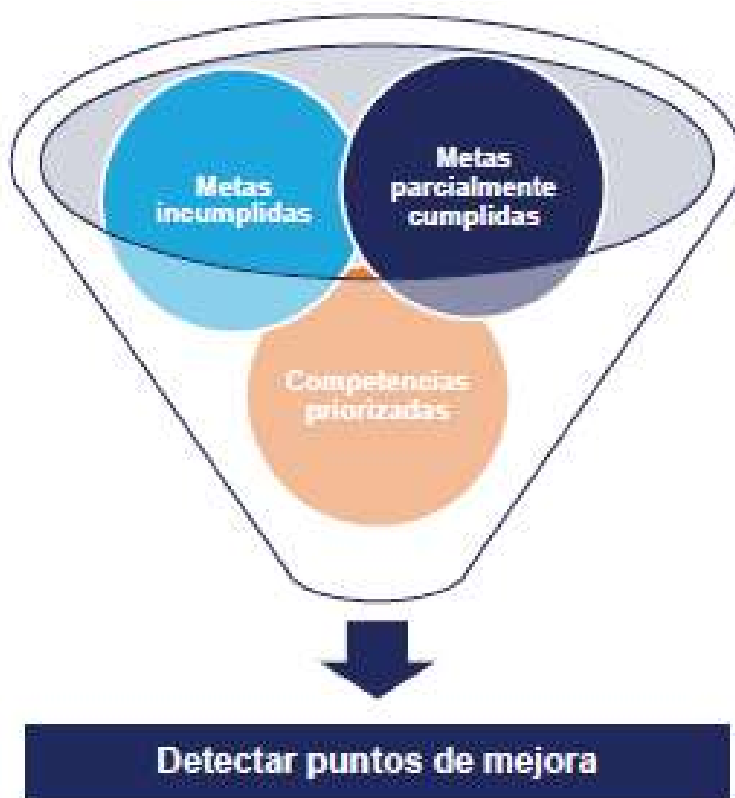 Metas
incumplidas
Metas
parcialmente
cumplidas
Competencias
priorizadas
Detectar puntos de mejora